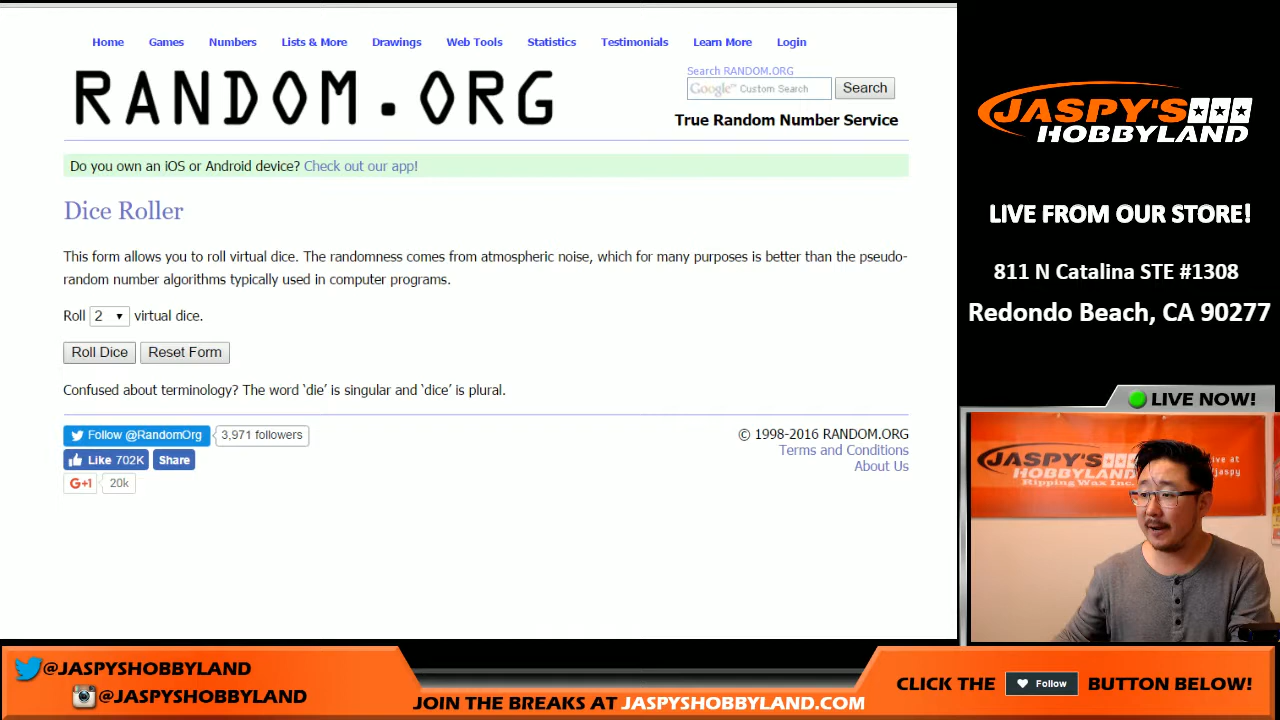 Home Games Numbers Lists & More Drawings Web Tools Statistics Testimonials Learn More Login
RANDOM.ORG
Search RANDOM.ORG
Google™ Custom Search Search
True Random Number Service
Do you own an iOS or Android device? Check out our app!
Dice Roller
This form allows you to roll virtual dice. The randomness comes from atmospheric noise, which for many purposes is better than the pseudo-
random number algorithms typically used in computer programs.
Roll 2 virtual dice.
Roll Dice Reset Form
Confused about terminology? The word ‘die’ is singular and ‘dice’ is plural.
Follow @RandomOrg 3,971 followers
Like 702K Share
G+1 20k
© 1998-2016 RANDOM.ORG
Terms and Conditions
About Us
JASPY'S
HOBBYLAND
LIVE FROM OUR STORE!
811 N Catalina STE #1308
Redondo Beach, CA 90277
LIVE NOW!
JASPY'S
HOBBYLAND
Ripping Wax Inc.
@JASPYSHOBBYLAND
@JASPYSHOBBYLAND
JOIN THE BREAKS AT JASPYSHOBBYLAND.COM
CLICK THE Follow BUTTON BELOW!